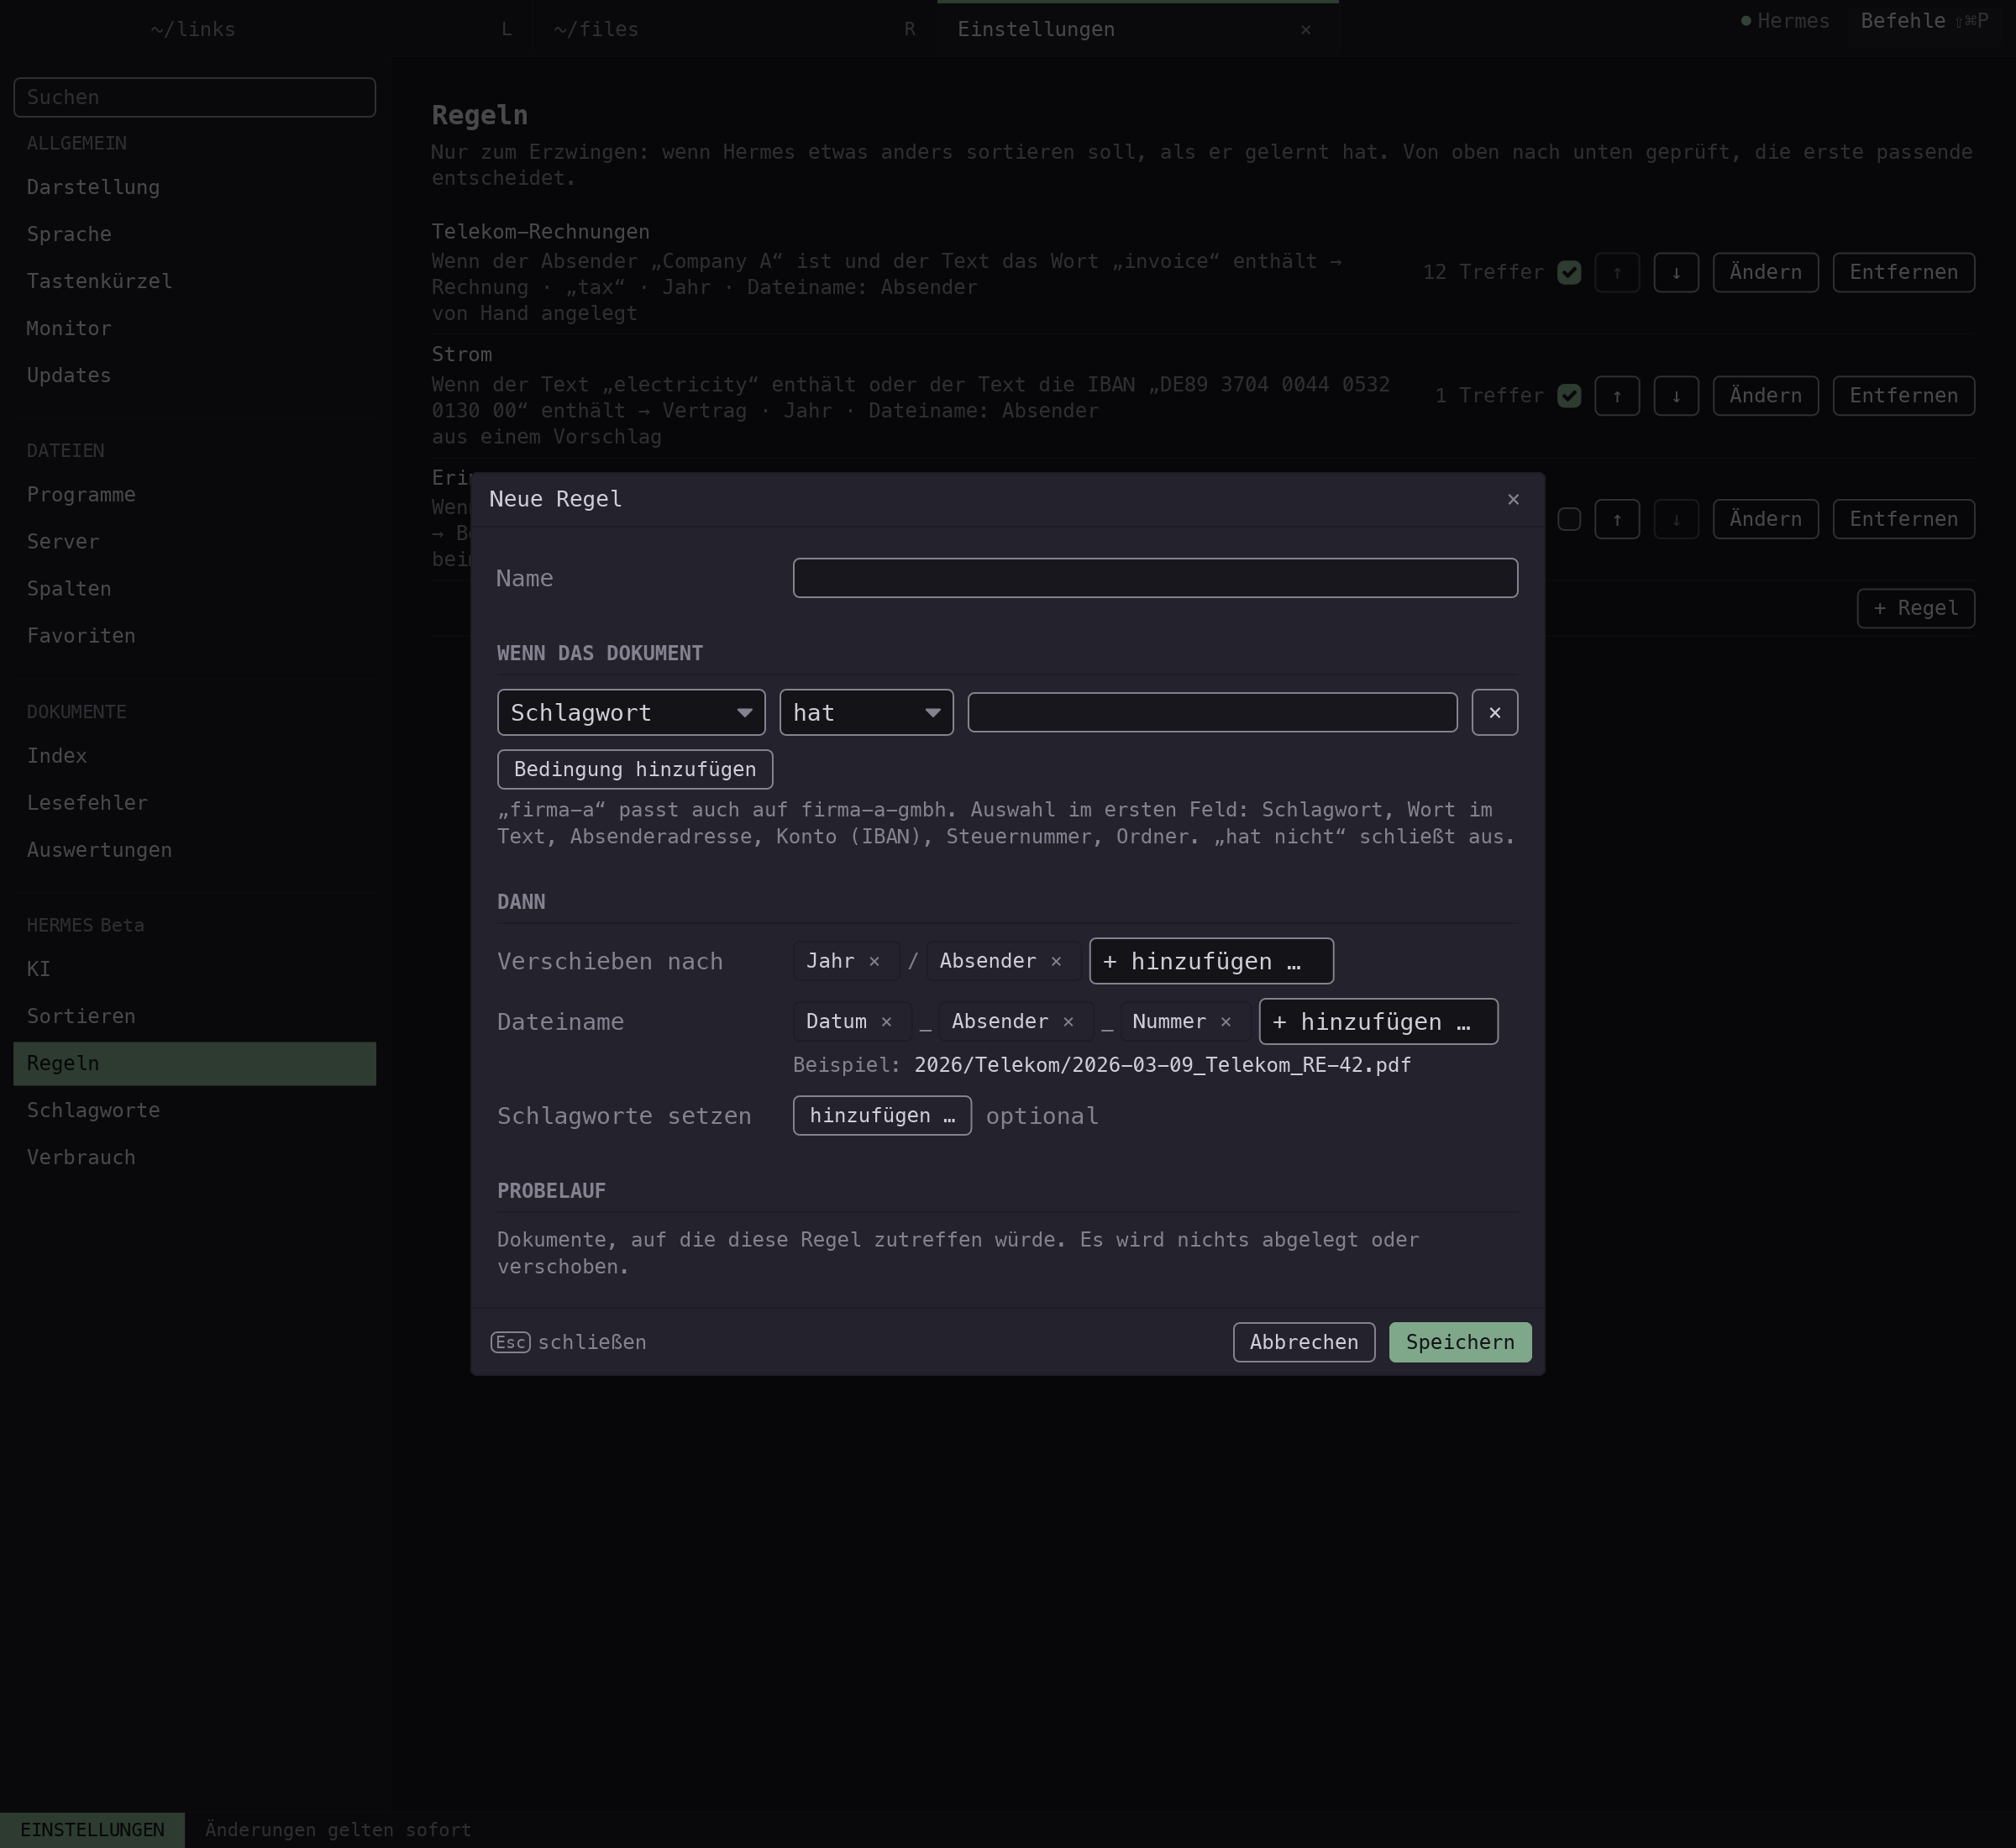 ~/links L ~/files R Einstellungen × Hermes Befehle ⇧⌘P
Suchen
ALLGEMEIN
Darstellung
Sprache
Tastenkürzel
Monitor
Updates
DATEIEN
Programme
Server
Spalten
Favoriten
DOKUMENTE
Index
Lesefehler
Auswertungen
HERMES Beta
KI
Sortieren
Regeln
Schlagworte
Verbrauch
Regeln
Nur zum Erzwingen: wenn Hermes etwas anders sortieren soll, als er gelernt hat. Von oben nach unten geprüft, die erste passende
entscheidet.
Telekom-Rechnungen
Wenn der Absender „Company A“ ist und der Text das Wort „invoice“ enthält →
Rechnung · „tax“ · Jahr · Dateiname: Absender
von Hand angelegt
12 Treffer ↑ ↓ Ändern Entfernen
Strom
Wenn der Text „electricity“ enthält oder der Text die IBAN „DE89 3704 0044 0532
0130 00“ enthält → Vertrag · Jahr · Dateiname: Absender
aus einem Vorschlag
1 Treffer ↑ ↓ Ändern Entfernen
↑ ↓ Ändern Entfernen
+ Regel
Neue Regel ×
Name
WENN DAS DOKUMENT
Schlagwort hat ×
Bedingung hinzufügen
„firma-a“ passt auch auf firma-a-gmbh. Auswahl im ersten Feld: Schlagwort, Wort im
Text, Absenderadresse, Konto (IBAN), Steuernummer, Ordner. „hat nicht“ schließt aus.
DANN
Verschieben nach Jahr × / Absender × + hinzufügen …
Dateiname Datum × _ Absender × _ Nummer × + hinzufügen …
Beispiel: 2026/Telekom/2026-03-09_Telekom_RE-42.pdf
Schlagworte setzen hinzufügen … optional
PROBELAUF
Dokumente, auf die diese Regel zutreffen würde. Es wird nichts abgelegt oder
verschoben.
Esc schließen Abbrechen Speichern
EINSTELLUNGEN Änderungen gelten sofort